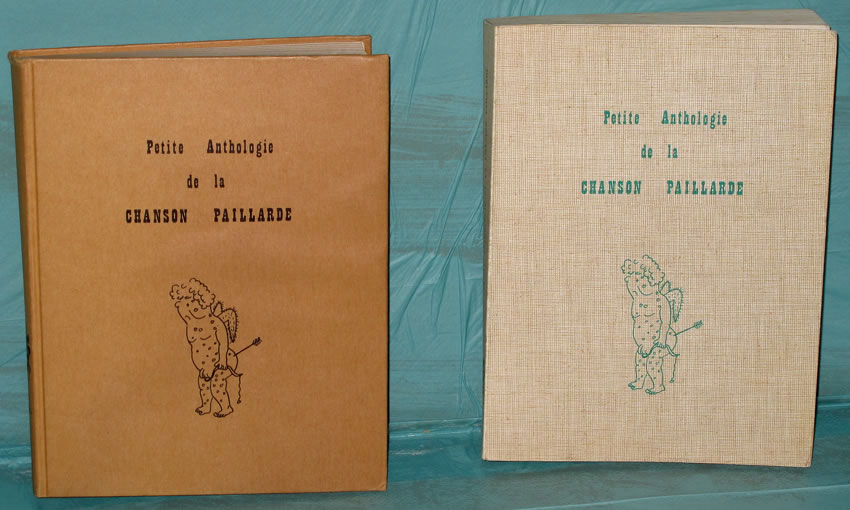 Petite Anthologie
de la
CHANSON PAILLARDE
Petite Anthologie
de la
CHANSON PAILLARDE